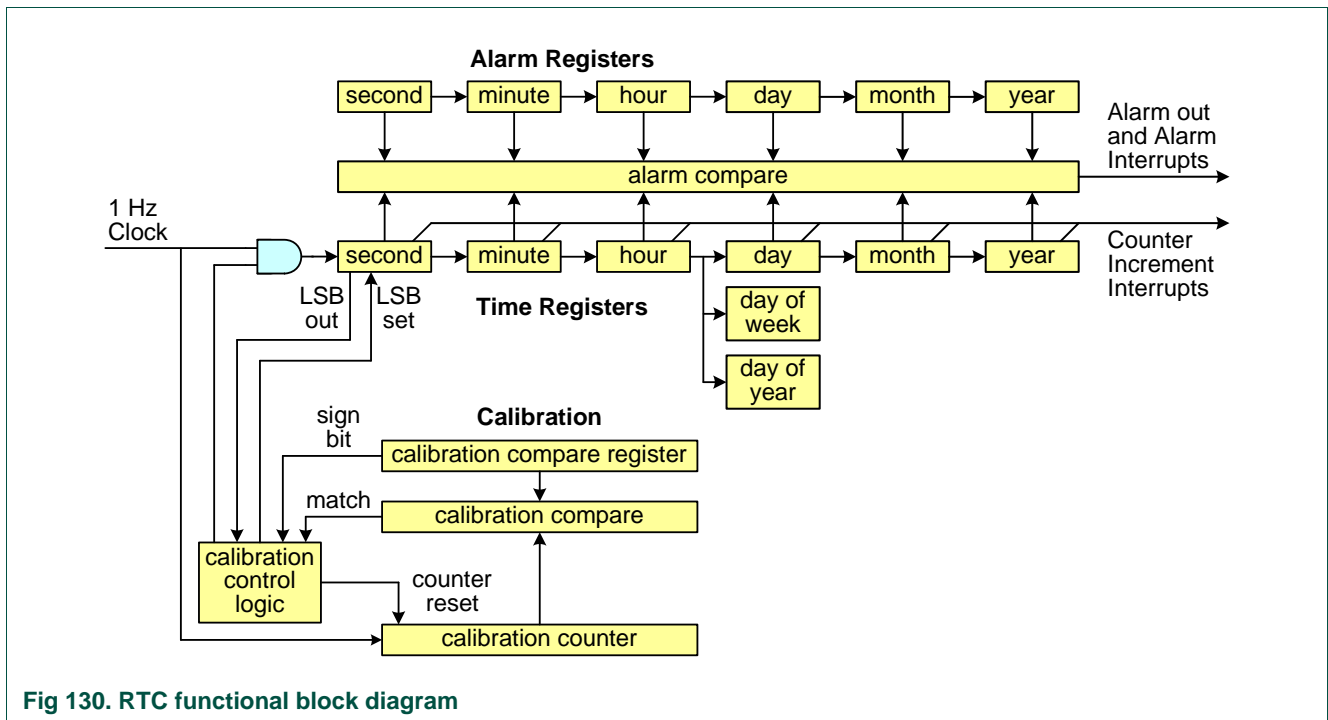 Alarm Registers
second
minute
hour
day
month
year
Alarm out
and Alarm
Interrupts
alarm compare
1 Hz
Clock
second
minute
hour
day
month
year
Counter
Increment
Interrupts
LSB
out
LSB
set
Time Registers
day of
week
day of
year
Calibration
sign
bit
calibration compare register
match
calibration compare
calibration
control
logic
counter
reset
calibration counter
Fig 130. RTC functional block diagram